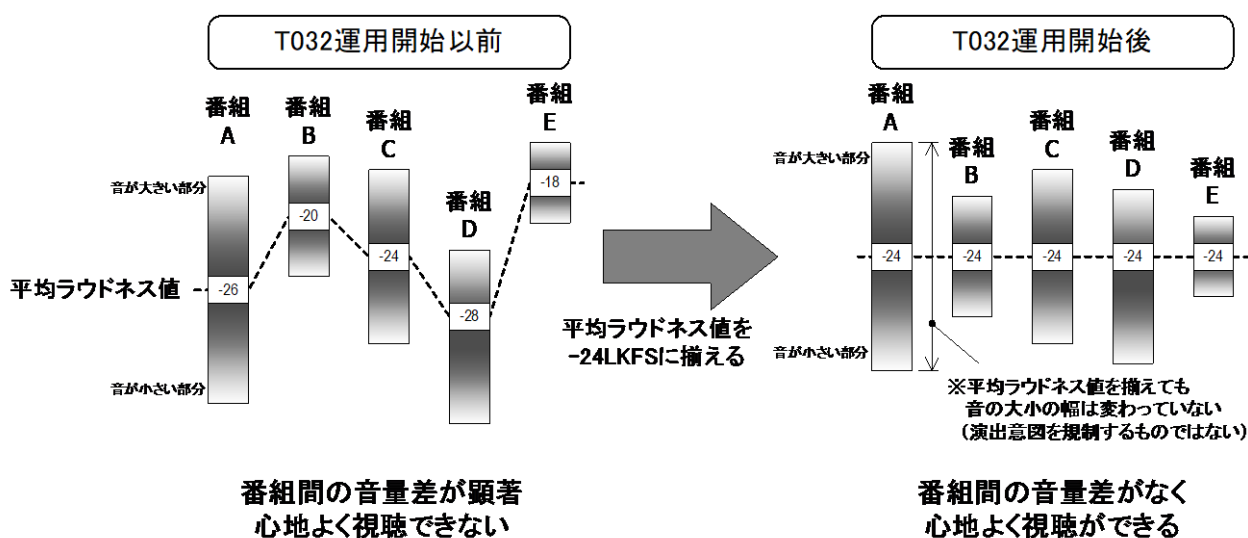 T032運用開始以前
番組
A
番組
B
番組
C
番組
D
番組
E
音が大きい部分
-20
-18
-24
平均ラウドネス値
-26
-28
音が小さい部分
平均ラウドネス値を
-24LKFSに揃える
番組間の音量差が顕著
心地よく視聴できない
T032運用開始後
番組
A
番組
B
番組
C
番組
D
番組
E
音が大きい部分
-24
-24
-24
-24
-24
音が小さい部分
※平均ラウドネス値を揃えても
音の大小の幅は変わっていない
(演出意図を規制するものではない)
番組間の音量差がなく
心地よく視聴ができる